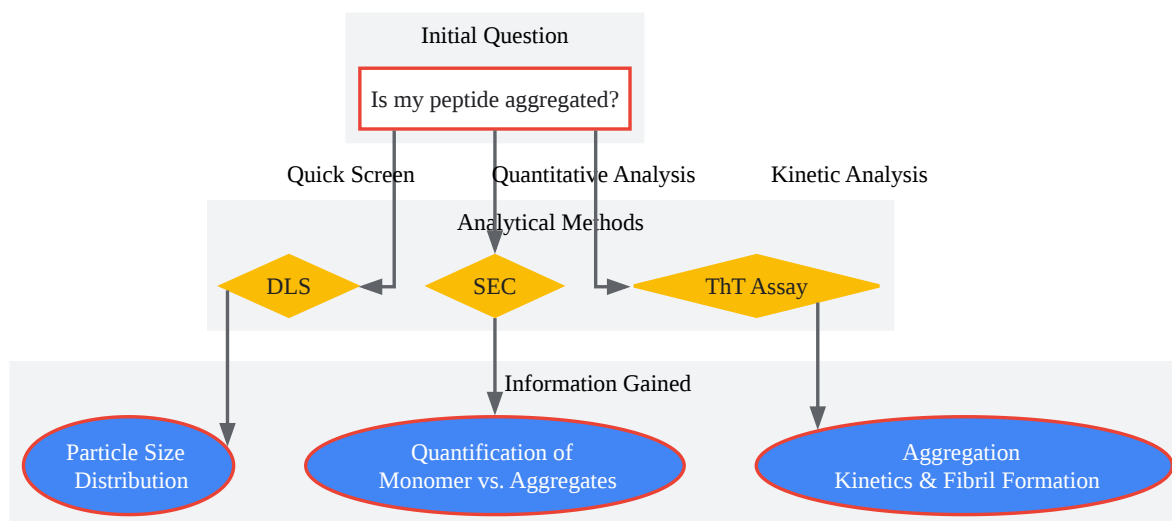 Initial Question
Is my peptide aggregated?
Quick Screen
Quantitative Analysis
Kinetic Analysis
Analytical Methods
DLS
SEC
ThT Assay
Information Gained
Particle Size
Distribution
Quantification of
Monomer vs. Aggregates
Aggregation
Kinetics & Fibril Formation